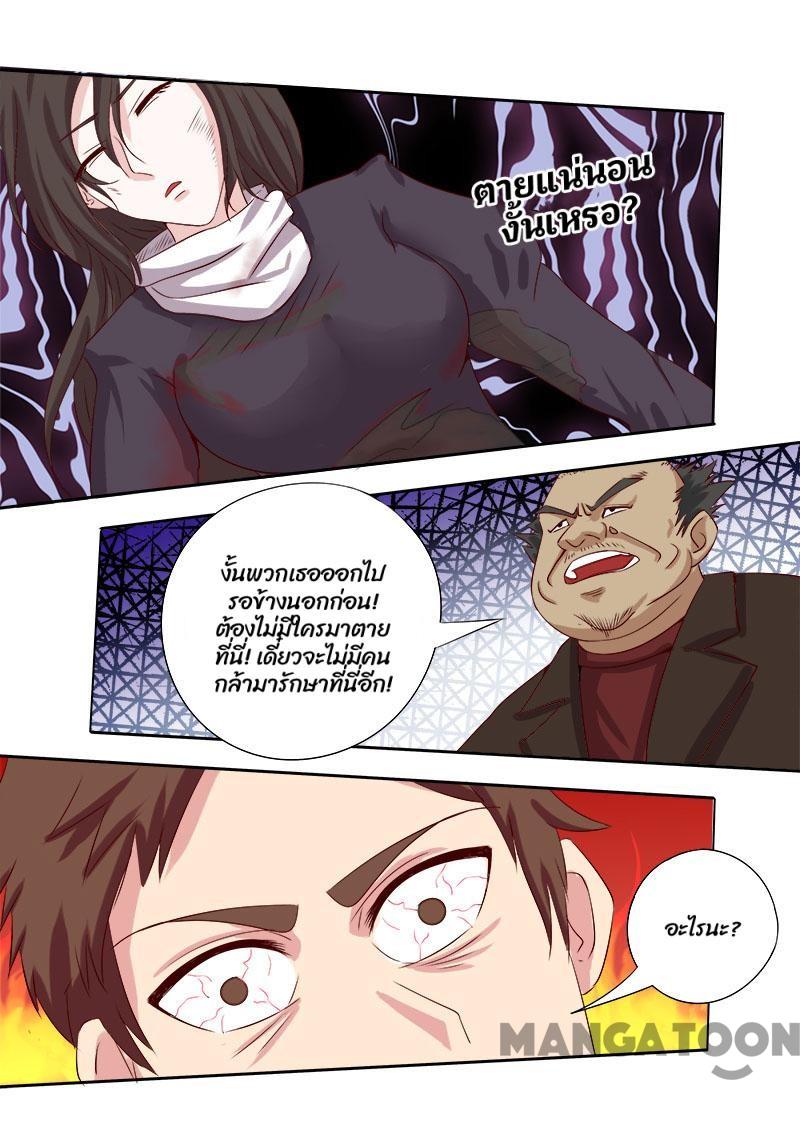 ตายแน่นอน
งั้นเหรอ?
งั้นพวกเธอออกไป
รอข้างนอกก่อน!
ต้องไม่มีใครมาตาย
ที่นี่! เดี๋ยวจะไม่มีคน
กล้ามารักษาที่นี่อีก!
อะไรนะ?
MANGATOON